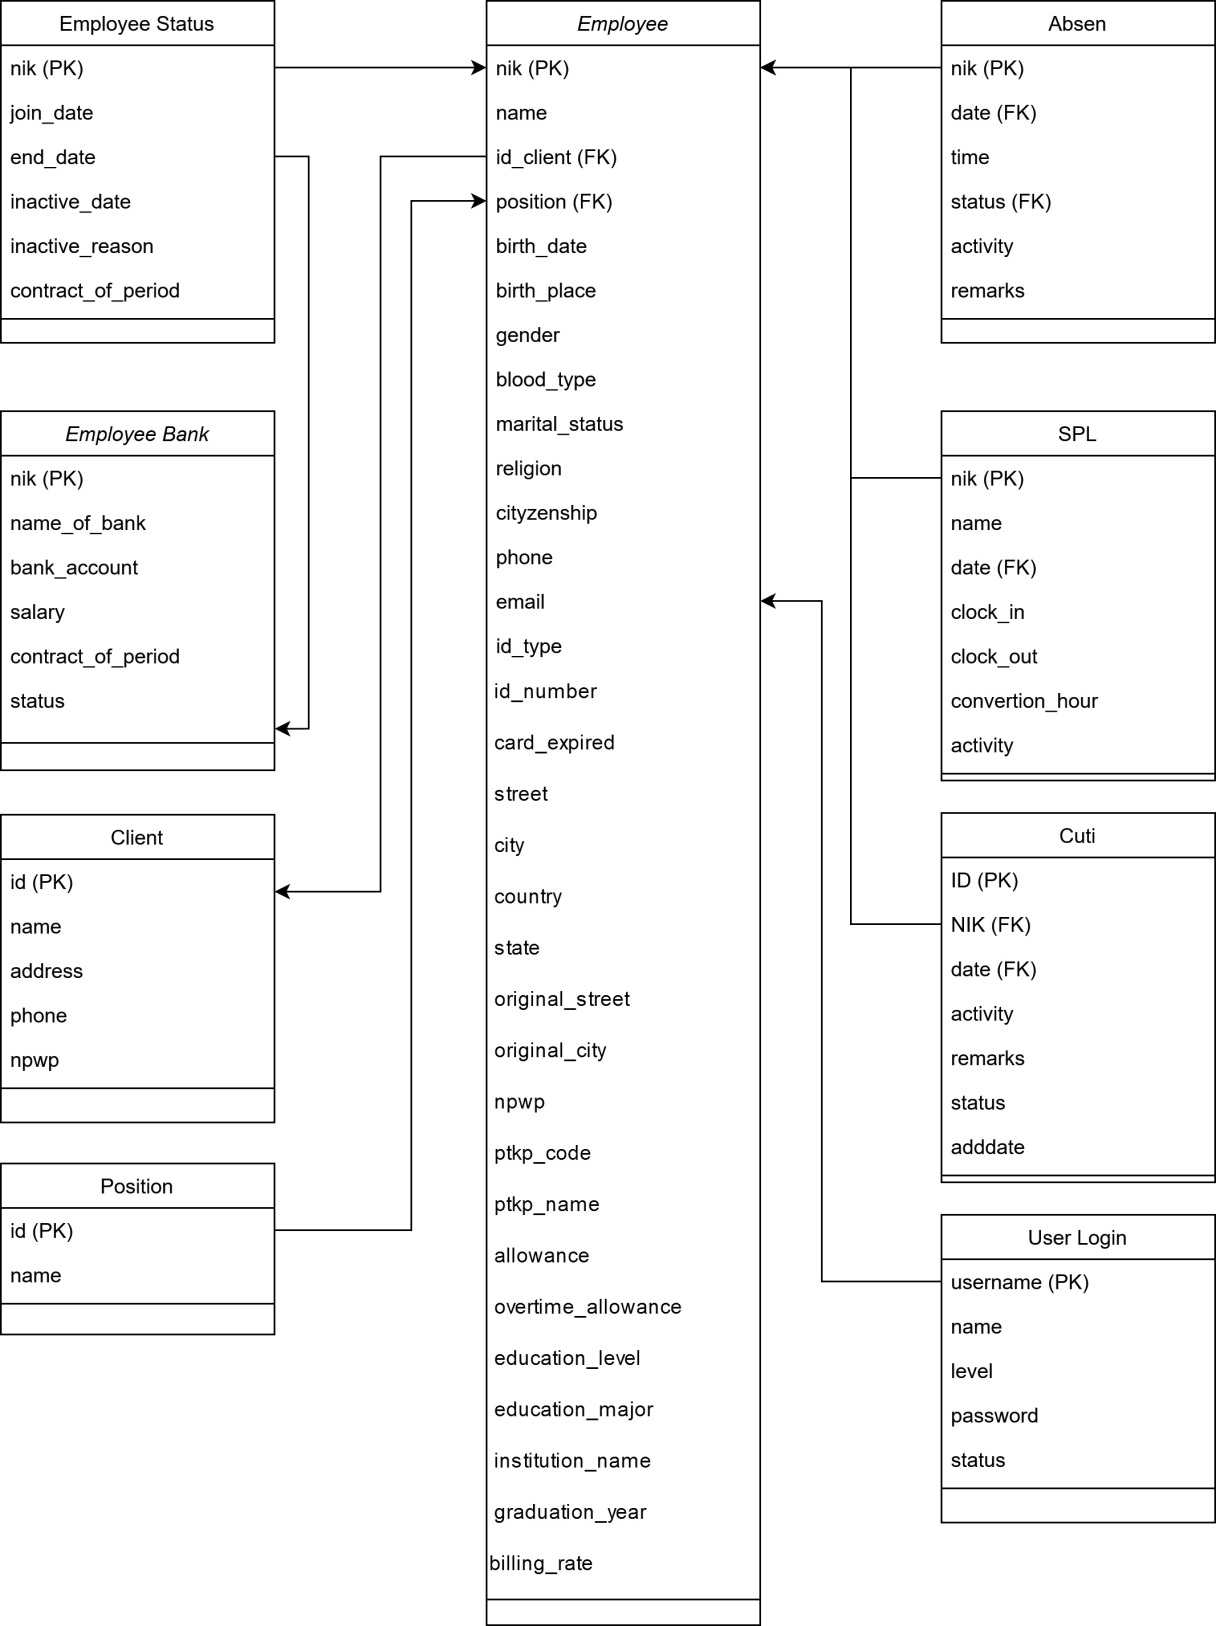 Employee Status
nik (PK)
join_date
end_date
inactive_date
inactive_reason
contract_of_period
Employee Bank
nik (PK)
name_of_bank
bank_account
salary
contract_of_period
status
Client
id (PK)
name
address
phone
npwp
Position
id (PK)
name
Employee
nik (PK)
name
id_client (FK)
position (FK)
birth_date
birth_place
gender
blood_type
marital_status
religion
cityzenship
phone
email
id_type
id_number
card_expired
street
city
country
state
original_street
original_city
npwp
ptkp_code
ptkp_name
allowance
overtime_allowance
education_level
education_major
institution_name
graduation_year
billing_rate
Absen
nik (PK)
date (FK)
time
status (FK)
activity
remarks
SPL
nik (PK)
name
date (FK)
clock_in
clock_out
convertion_hour
activity
Cuti
ID (PK)
NIK (FK)
date (FK)
activity
remarks
status
adddate
User Login
username (PK)
name
level
password
status